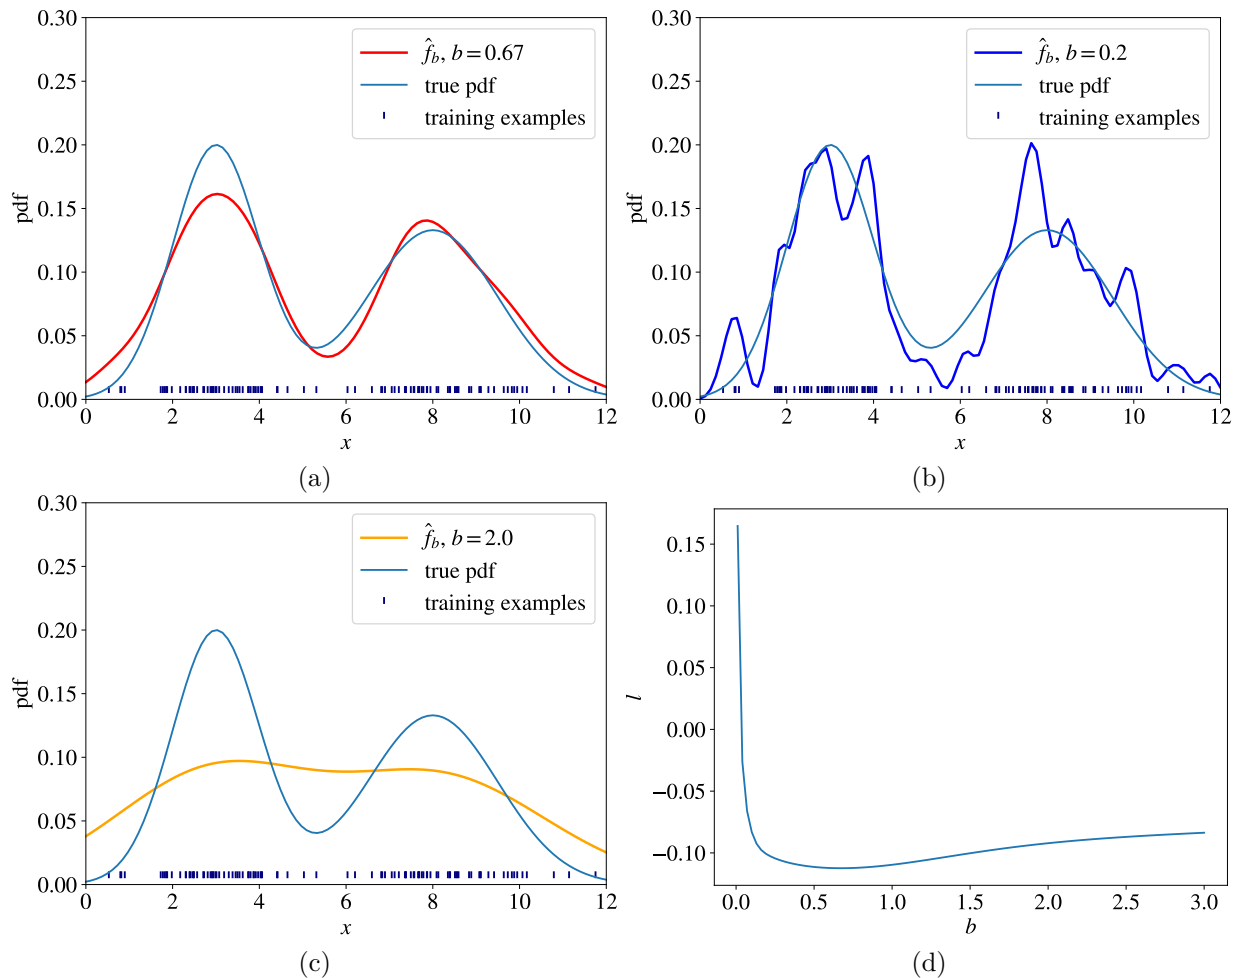 0.30
0.25
0.20
0.15
0.10
0.05
0.00
pdf
f̂_b, b = 0.67
true pdf
training examples
0 2 4 6 8 10 12
x
(a)
0.30
0.25
0.20
0.15
0.10
0.05
0.00
pdf
f̂_b, b = 0.2
true pdf
training examples
0 2 4 6 8 10 12
x
(b)
0.30
0.25
0.20
0.15
0.10
0.05
0.00
pdf
f̂_b, b = 2.0
true pdf
training examples
0 2 4 6 8 10 12
x
(c)
0.15
0.10
0.05
0.00
−0.05
−0.10
l
0.0 0.5 1.0 1.5 2.0 2.5 3.0
b
(d)